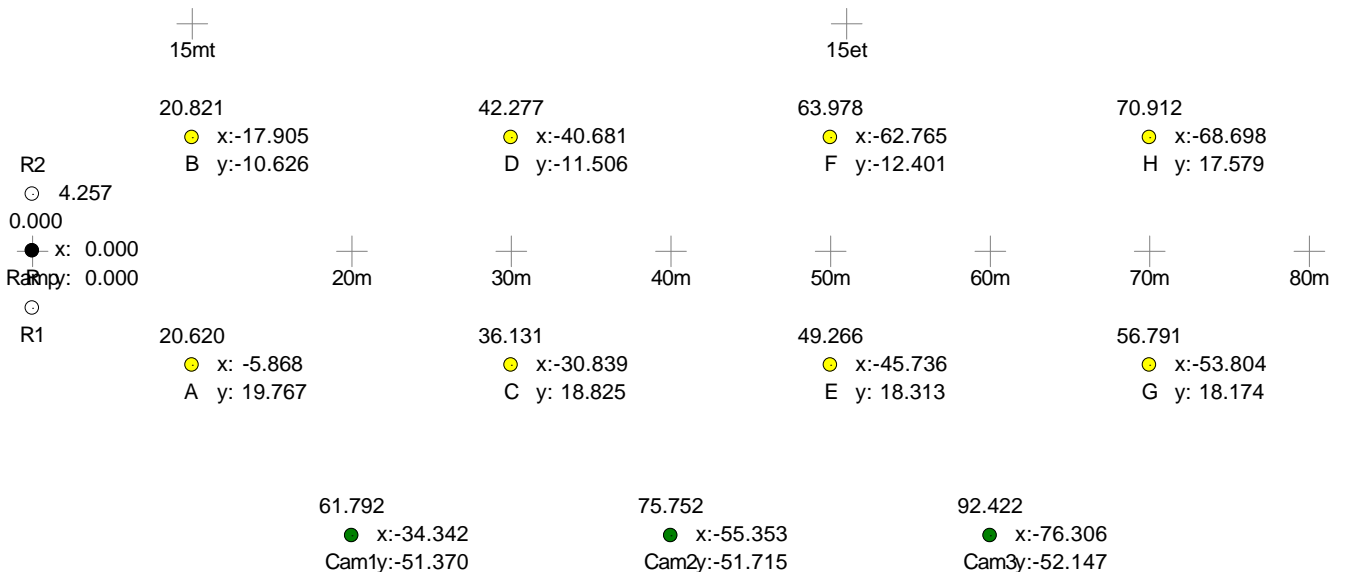 15mt 15et
20.821 42.277 63.978 70.912
x:-17.905 x:-40.681 x:-62.765 x:-68.698
R2 B y:-10.626 D y:-11.506 F y:-12.401 H y: 17.579
4.257
0.000
x: 0.000
Ramp y: 0.000 20m 30m 40m 50m 60m 70m 80m
R1 20.620 36.131 49.266 56.791
x: -5.868 x:-30.839 x:-45.736 x:-53.804
A y: 19.767 C y: 18.825 E y: 18.313 G y: 18.174
61.792 75.752 92.422
x:-34.342 x:-55.353 x:-76.306
Cam1y:-51.370 Cam2y:-51.715 Cam3y:-52.147